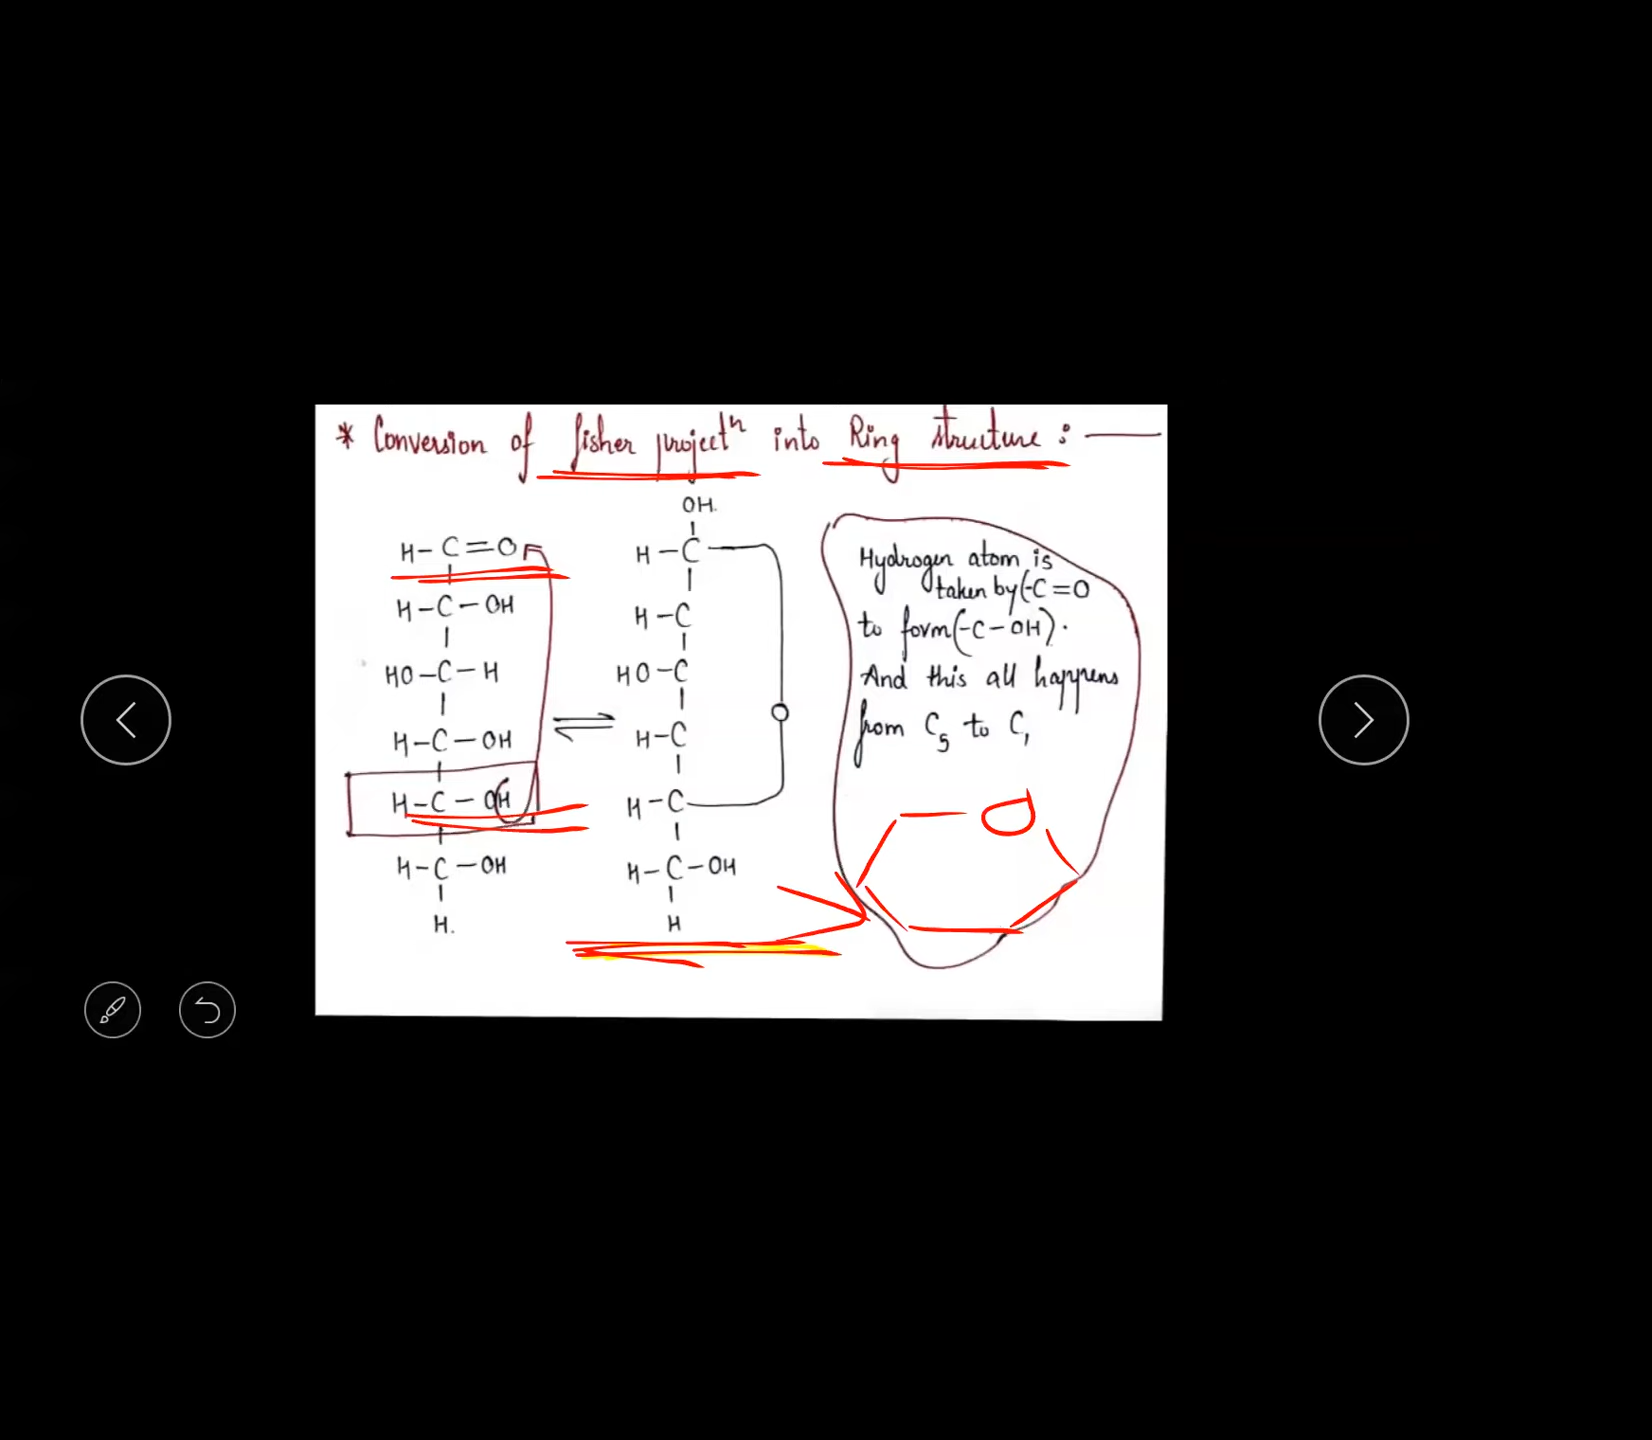 * Conversion of fisher projectⁿ into Ring structure : —
H-C=O
H-C-OH
HO-C-H
H-C-OH
H-C-OH
H-C-OH
H.
OH.
H-C
H-C
HO-C
H-C
H-C
O
H-C-OH
H
Hydrogen atom is
taken by (-C=O
to form (-C-OH).
And this all happens
from C5 to C1
O